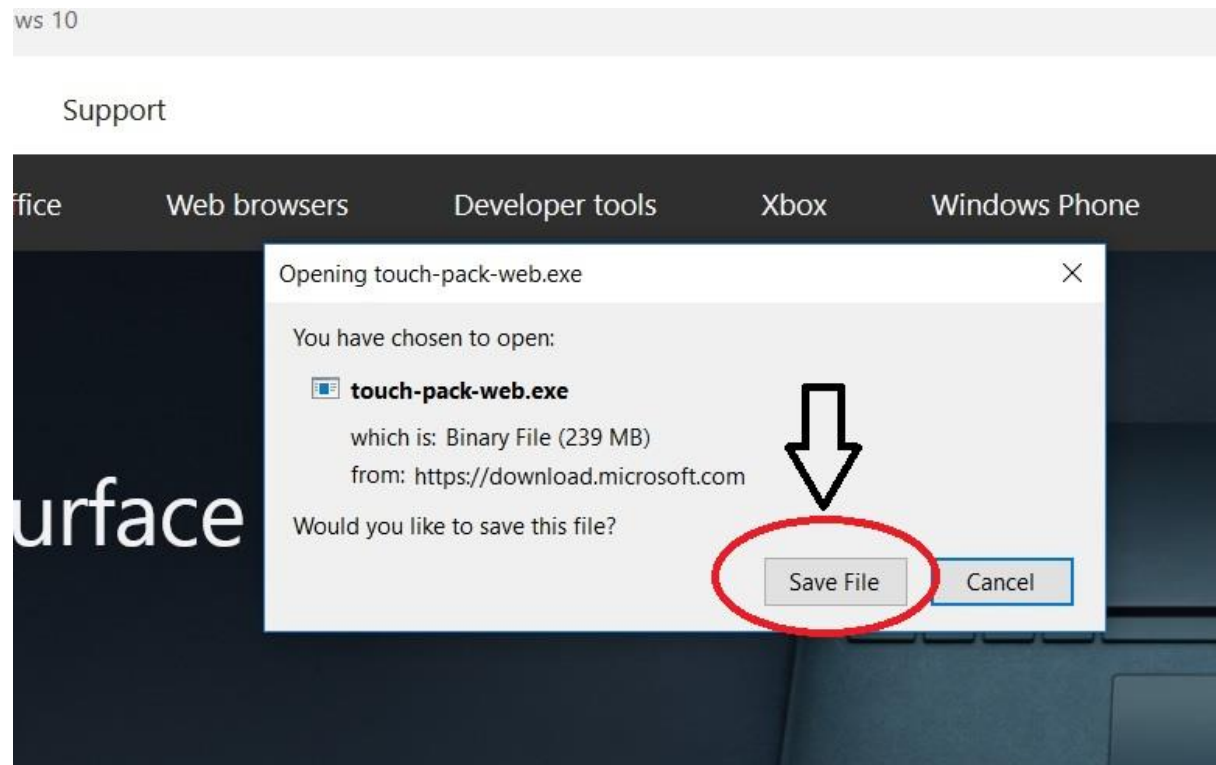 ws 10
Support
ffice Web browsers Developer tools Xbox Windows Phone
Opening touch-pack-web.exe
You have chosen to open:
touch-pack-web.exe
which is: Binary File (239 MB)
from: https://download.microsoft.com
urface
Would you like to save this file?
Save File Cancel